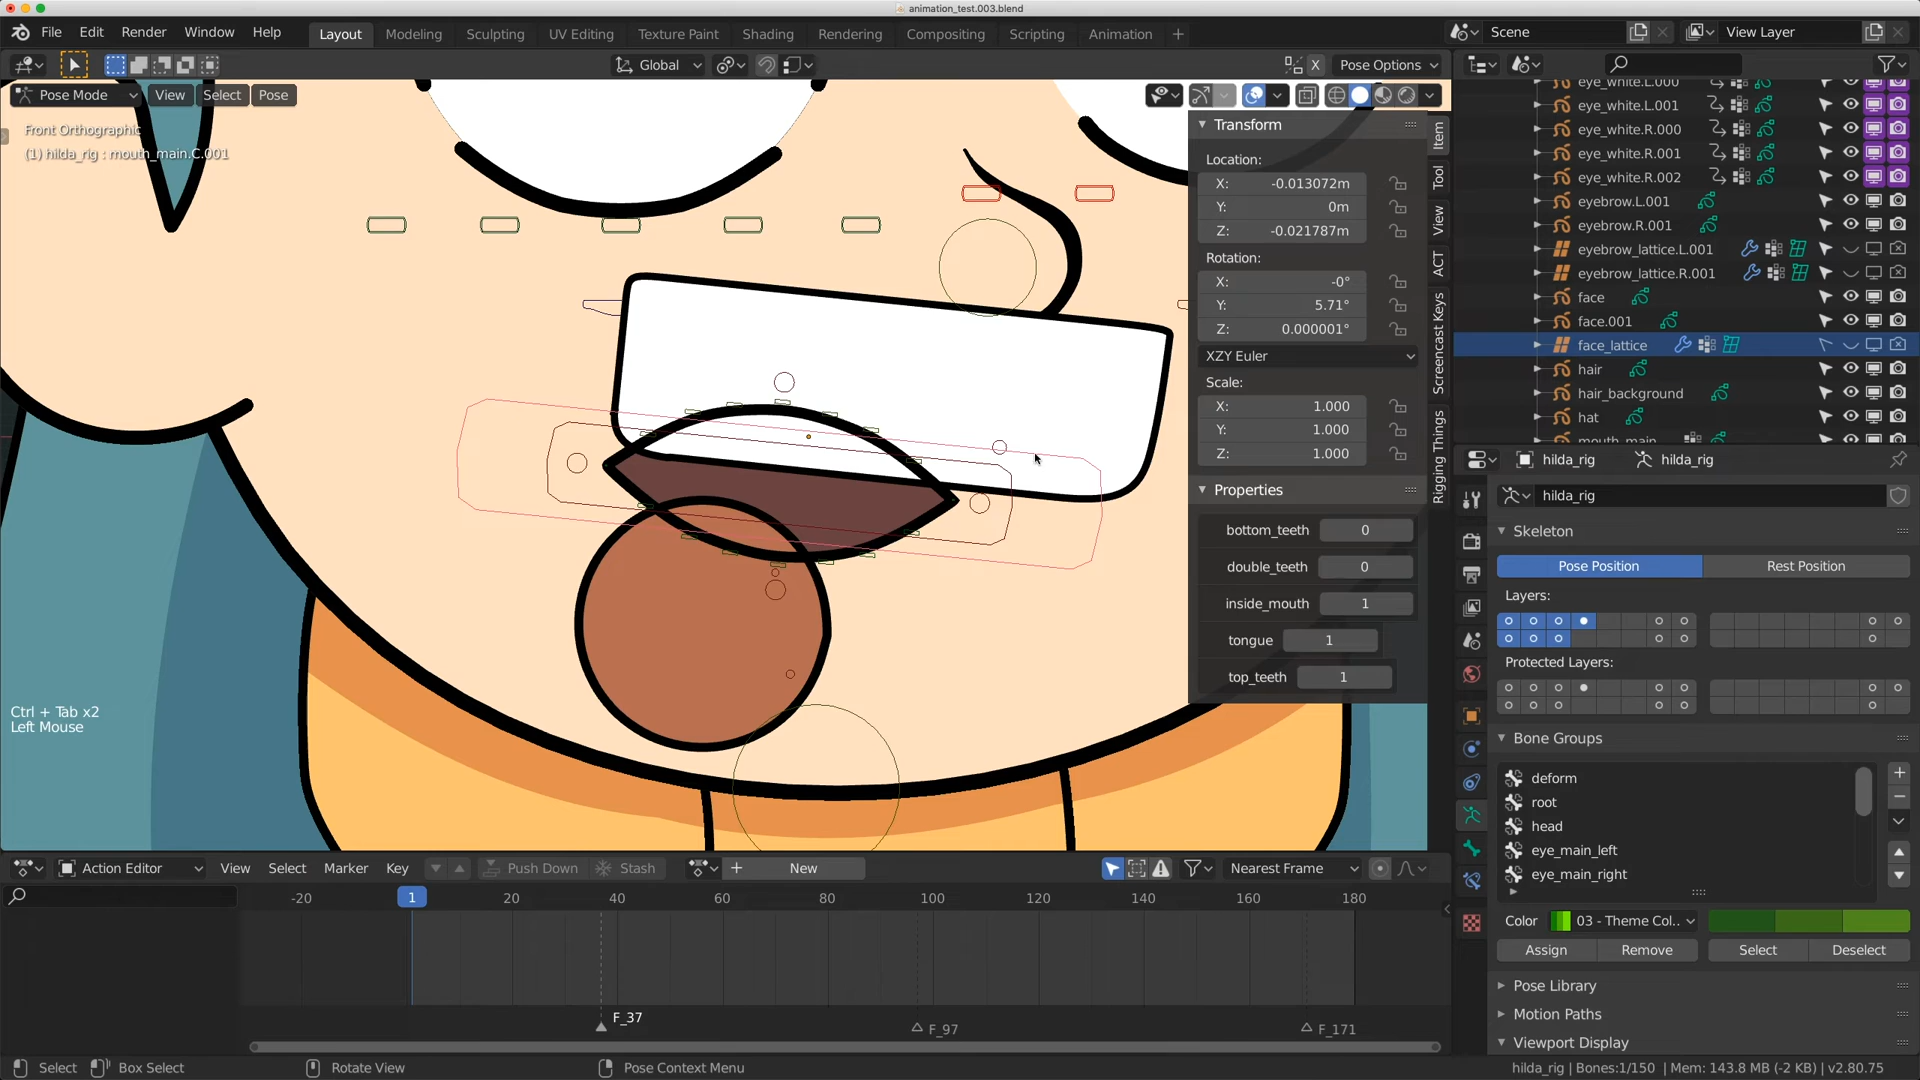 animation_test.003.blend
File Edit Render Window Help Layout Modeling Sculpting UV Editing Texture Paint Shading Rendering Compositing Scripting Animation + Scene View Layer
Global X Pose Options
Pose Mode View Select Pose
Front Orthographic
(1) hilda_rig : mouth_main.C.001
Transform
Location:
X: -0.013072m
Y: 0m
Z: -0.021787m
Rotation:
X: -0°
Y: 5.71°
Z: 0.000001°
XZY Euler
Scale:
X: 1.000
Y: 1.000
Z: 1.000
Properties
bottom_teeth 0
double_teeth 0
inside_mouth 1
tongue 1
top_teeth 1
Item
Tool
View
ACT
Screencast Keys
Rigging Things
eye_white.L.000
eye_white.L.001
eye_white.R.000
eye_white.R.001
eye_white.R.002
eyebrow.L.001
eyebrow.R.001
eyebrow_lattice.L.001
eyebrow_lattice.R.001
face
face.001
face_lattice
hair
hair_background
hat
mouth_main
hilda_rig hilda_rig
hilda_rig
Skeleton
Pose Position Rest Position
Layers:
Protected Layers:
Bone Groups
deform
root
head
eye_main_left
eye_main_right
Color 03 - Theme Col..
Assign Remove Select Deselect
Pose Library
Motion Paths
Viewport Display
Ctrl + Tab x2
Left Mouse
Action Editor View Select Marker Key Push Down Stash + New Nearest Frame
-20 1 20 40 60 80 100 120 140 160 180
F_37 F_97 F_171
Select Box Select Rotate View Pose Context Menu hilda_rig | Bones:1/150 | Mem: 143.8 MB (-2 KB) | v2.80.75